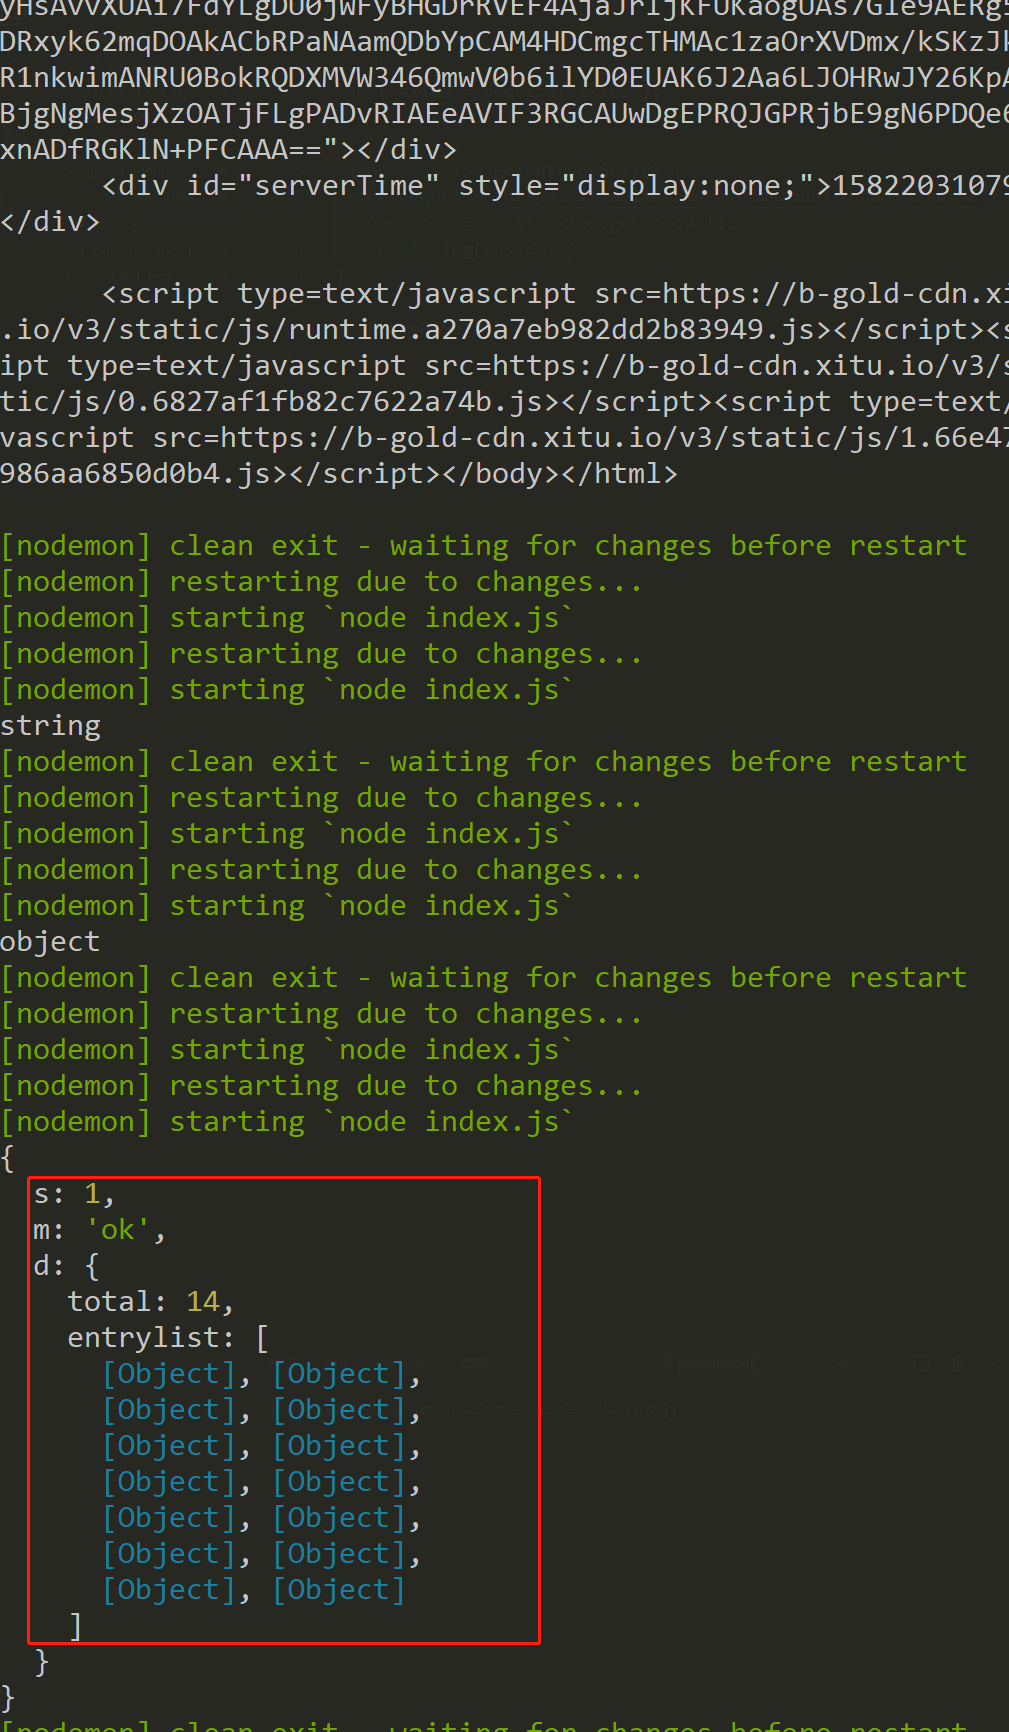 DRxyk62mqDOAkACbRPaNAamQDbYpCAM4HDCmgcTHMAc1zaOrXVDmx/kSKzJ
R1nkwimANRU0BokRQDXMVW346QmwV0b6ilYD0EUAK6J2Aa6LJOHRwJY26Kp
BjgNgMesjXzOATjFLgPADvRIAEeAVIF3RGCAUwDgEPRQJGPRjbE9gN6PDQe
xnADfRGKlN+PFCAAA=="></div>
<div id="serverTime" style="display:none;">15822031079
</div>
<script type=text/javascript src=https://b-gold-cdn.xi
.io/v3/static/js/runtime.a270a7eb982dd2b83949.js></script><s
ipt type=text/javascript src=https://b-gold-cdn.xitu.io/v3/s
tic/js/0.6827af1fb82c7622a74b.js></script><script type=text/
vascript src=https://b-gold-cdn.xitu.io/v3/static/js/1.66e47
986aa6850d0b4.js></script></body></html>
[nodemon] clean exit - waiting for changes before restart
[nodemon] restarting due to changes...
[nodemon] starting `node index.js`
[nodemon] restarting due to changes...
[nodemon] starting `node index.js`
string
[nodemon] clean exit - waiting for changes before restart
[nodemon] restarting due to changes...
[nodemon] starting `node index.js`
[nodemon] restarting due to changes...
[nodemon] starting `node index.js`
object
[nodemon] clean exit - waiting for changes before restart
[nodemon] restarting due to changes...
[nodemon] starting `node index.js`
[nodemon] restarting due to changes...
[nodemon] starting `node index.js`
{
s: 1,
m: 'ok',
d: {
total: 14,
entrylist: [
[Object], [Object],
[Object], [Object],
[Object], [Object],
[Object], [Object],
[Object], [Object],
[Object], [Object],
[Object], [Object]
]
}
}
[nodemon] clean exit - waiting for changes before restart